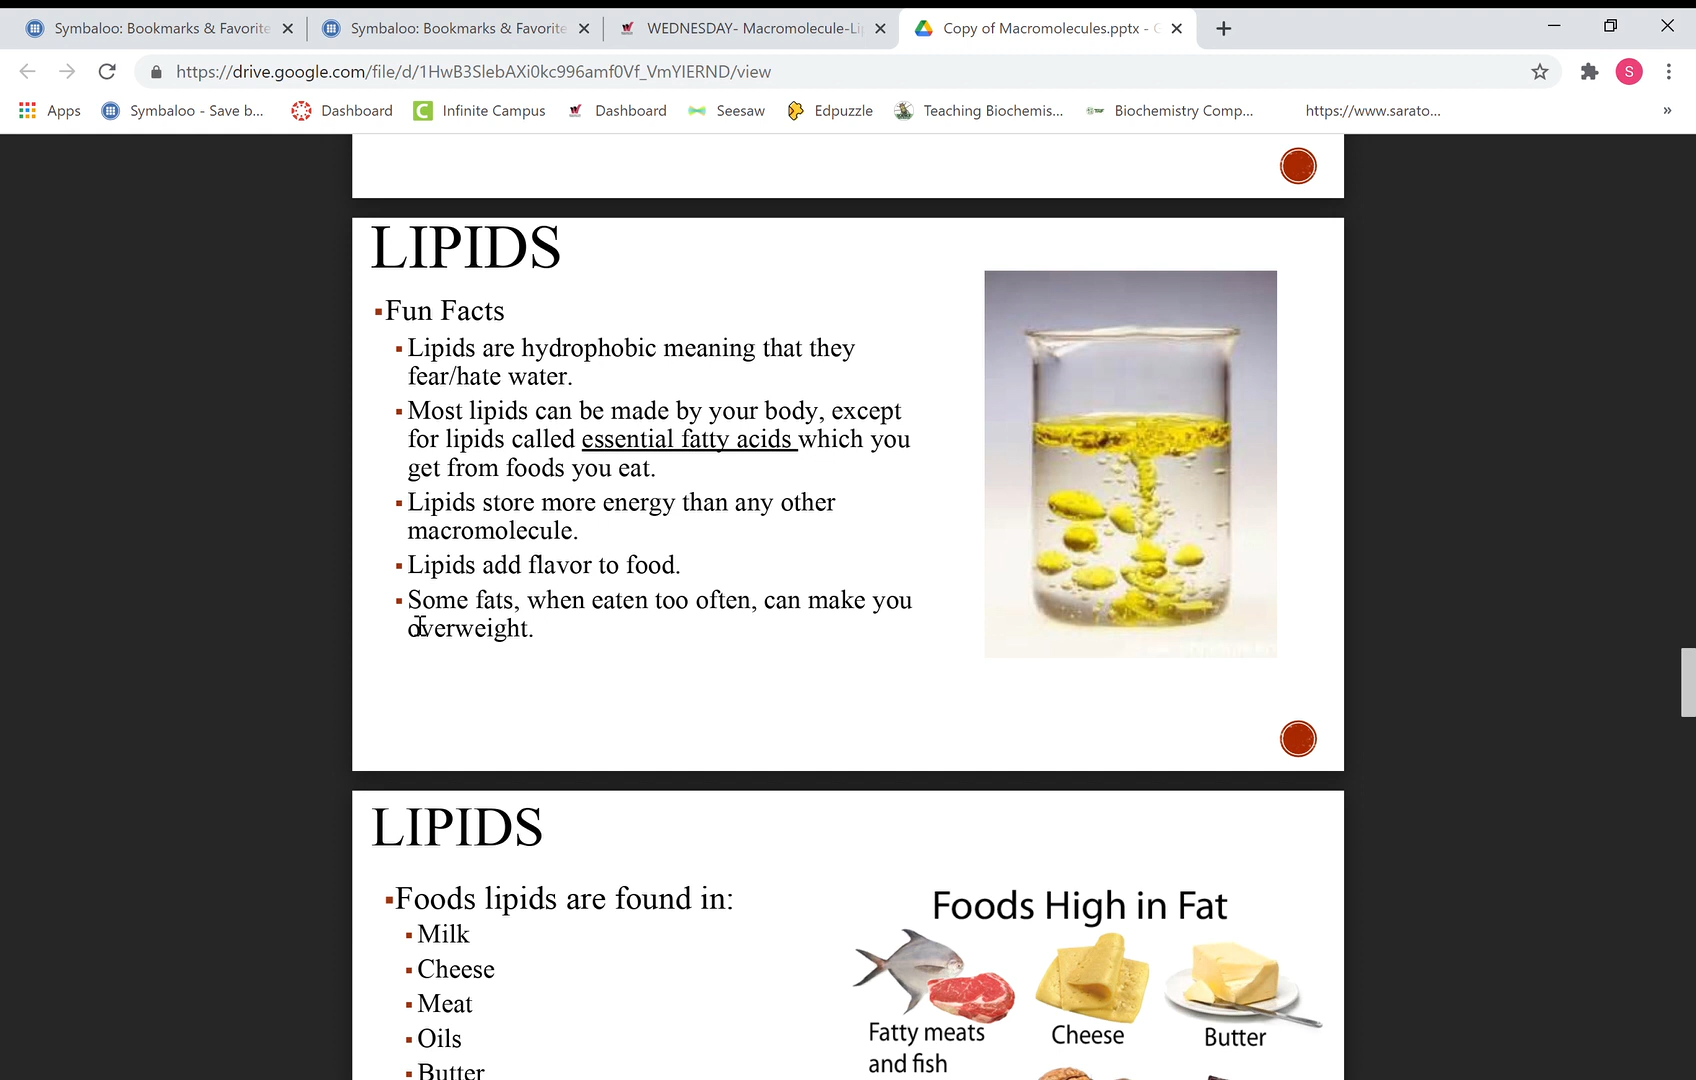 Symbaloo: Bookmarks & Favorite
Symbaloo: Bookmarks & Favorite
WEDNESDAY- Macromolecule-Li
Copy of Macromolecules.pptx -
https://drive.google.com/file/d/1HwB3SlebAXi0kc996amf0Vf_VmYIERND/view
S
Apps
Symbaloo - Save b...
Dashboard
Infinite Campus
Dashboard
Seesaw
Edpuzzle
Teaching Biochemis...
Biochemistry Comp...
https://www.sarato...
»
LIPIDS
▪Fun Facts
▪Lipids are hydrophobic meaning that they
fear/hate water.
▪Most lipids can be made by your body, except
for lipids called essential fatty acids which you
get from foods you eat.
▪Lipids store more energy than any other
macromolecule.
▪Lipids add flavor to food.
▪Some fats, when eaten too often, can make you
overweight.
LIPIDS
▪Foods lipids are found in:
▪Milk
▪Cheese
▪Meat
▪Oils
▪Butter
Foods High in Fat
Fatty meats
and fish
Cheese
Butter